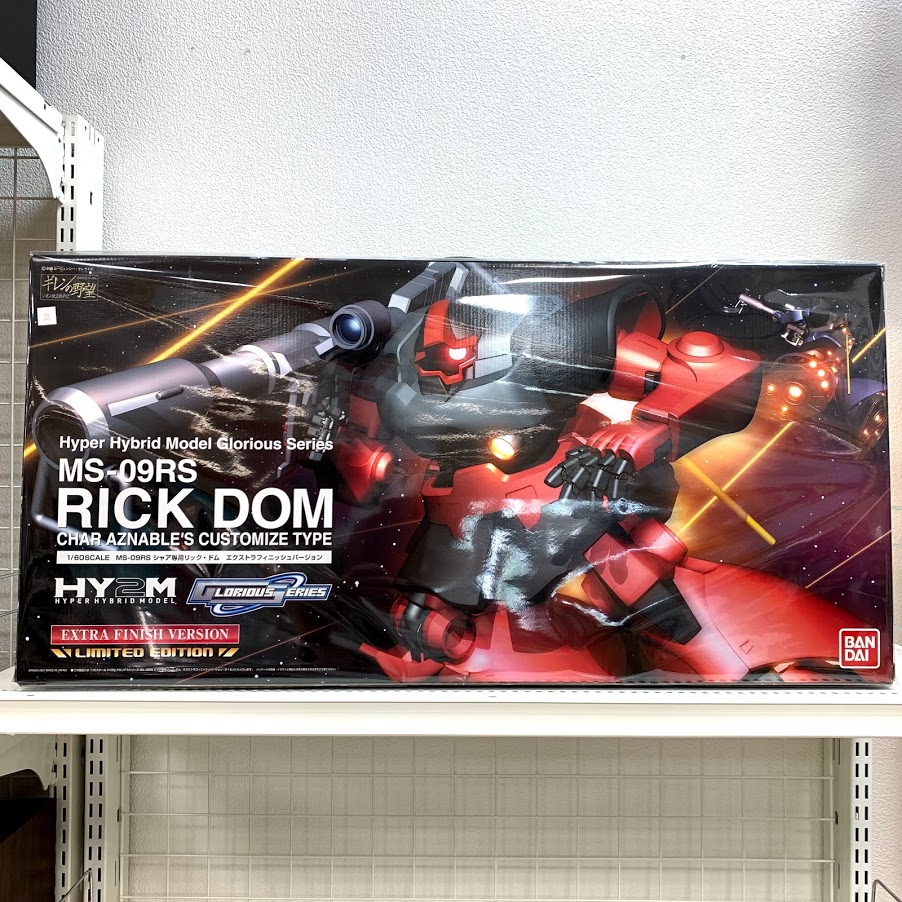 ギレンの野望
Hyper Hybrid Model Glorious Series
MS-09RS
RICK DOM
CHAR AZNABLE'S CUSTOMIZE TYPE
1/60SCALE MS-09RS シャア専用リック・ドム エクストラフィニッシュバージョン
HY2M
HYPER HYBRID MODEL
GLORIOUS SERIES
EXTRA FINISH VERSION
LIMITED EDITION
BAN
DAI